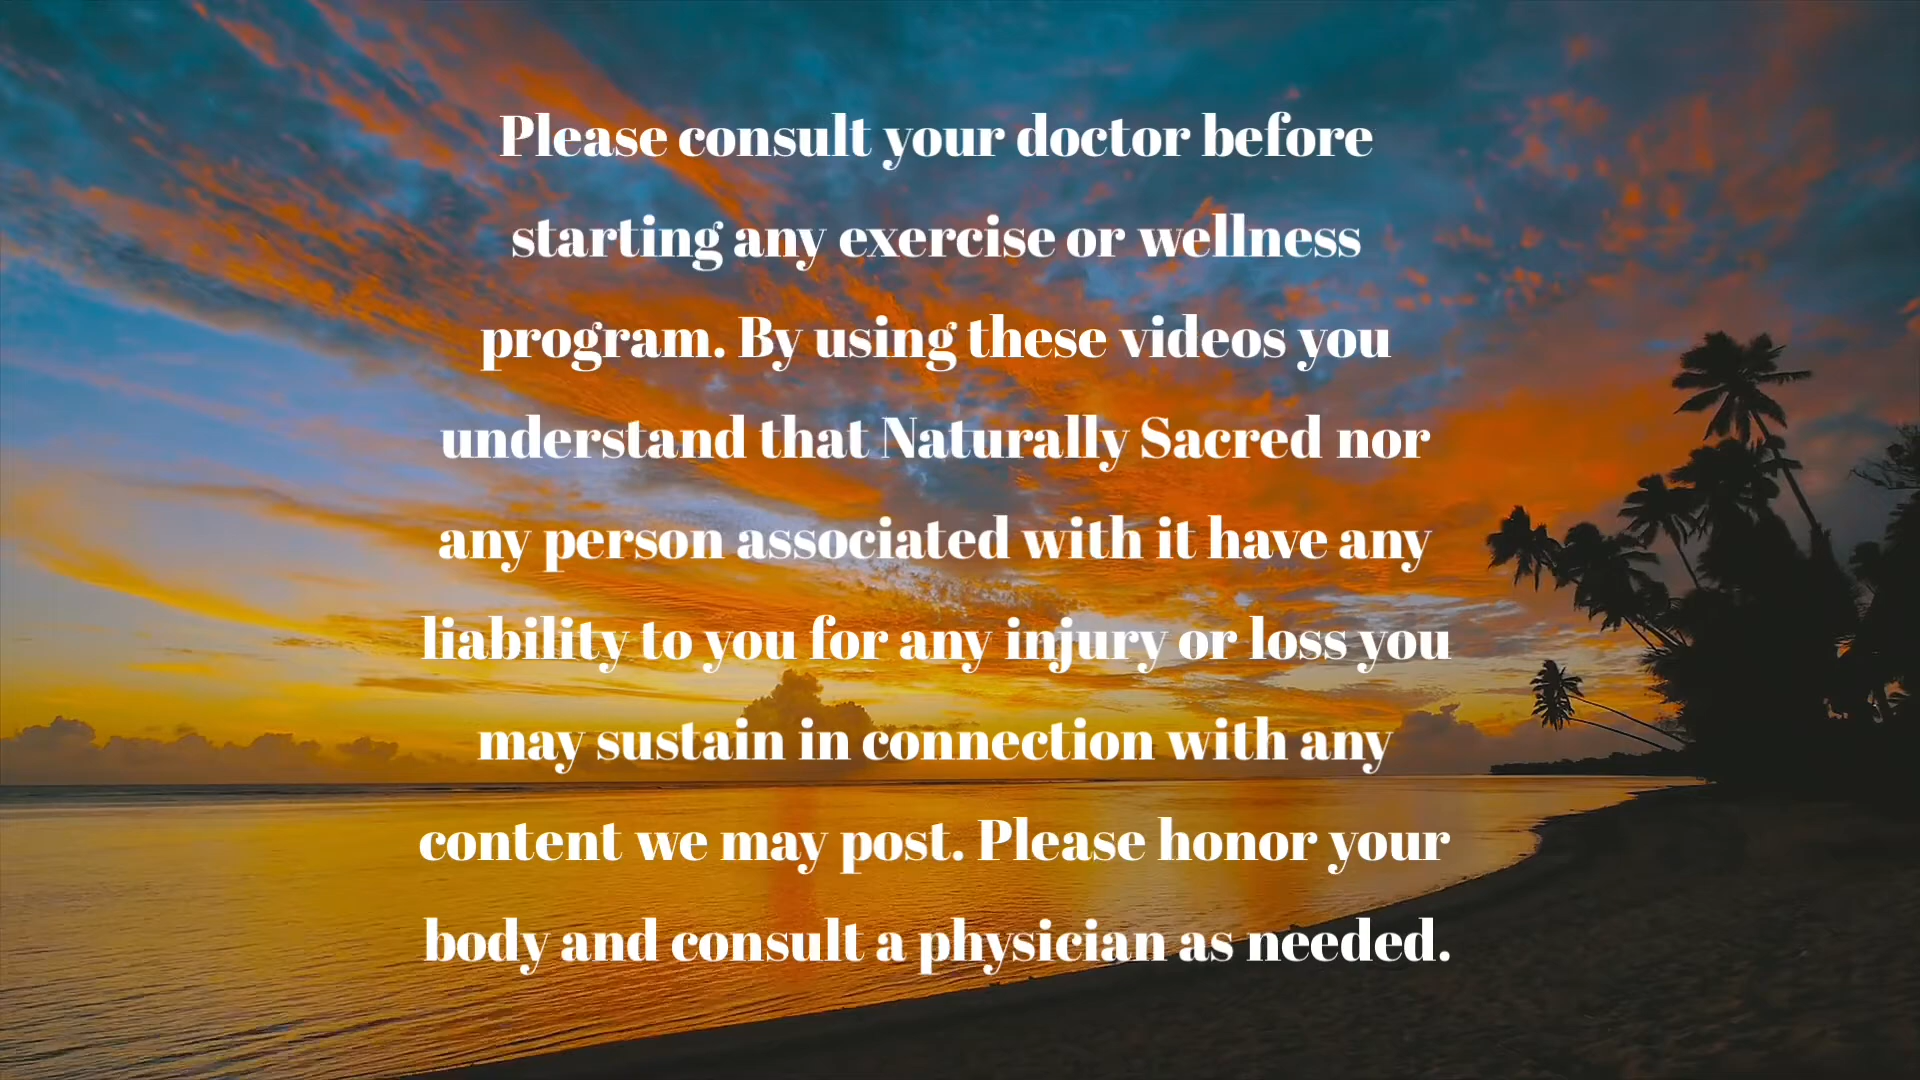 Please consult your doctor before
starting any exercise or wellness
program. By using these videos you
understand that Naturally Sacred nor
any person associated with it have any
liability to you for any injury or loss you
may sustain in connection with any
content we may post. Please honor your
body and consult a physician as needed.